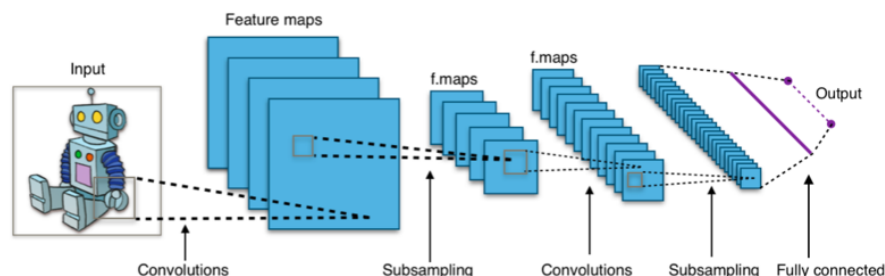 Feature maps
Input
f.maps
f.maps
Output
Convolutions
Subsampling
Convolutions
Subsampling
Fully connected